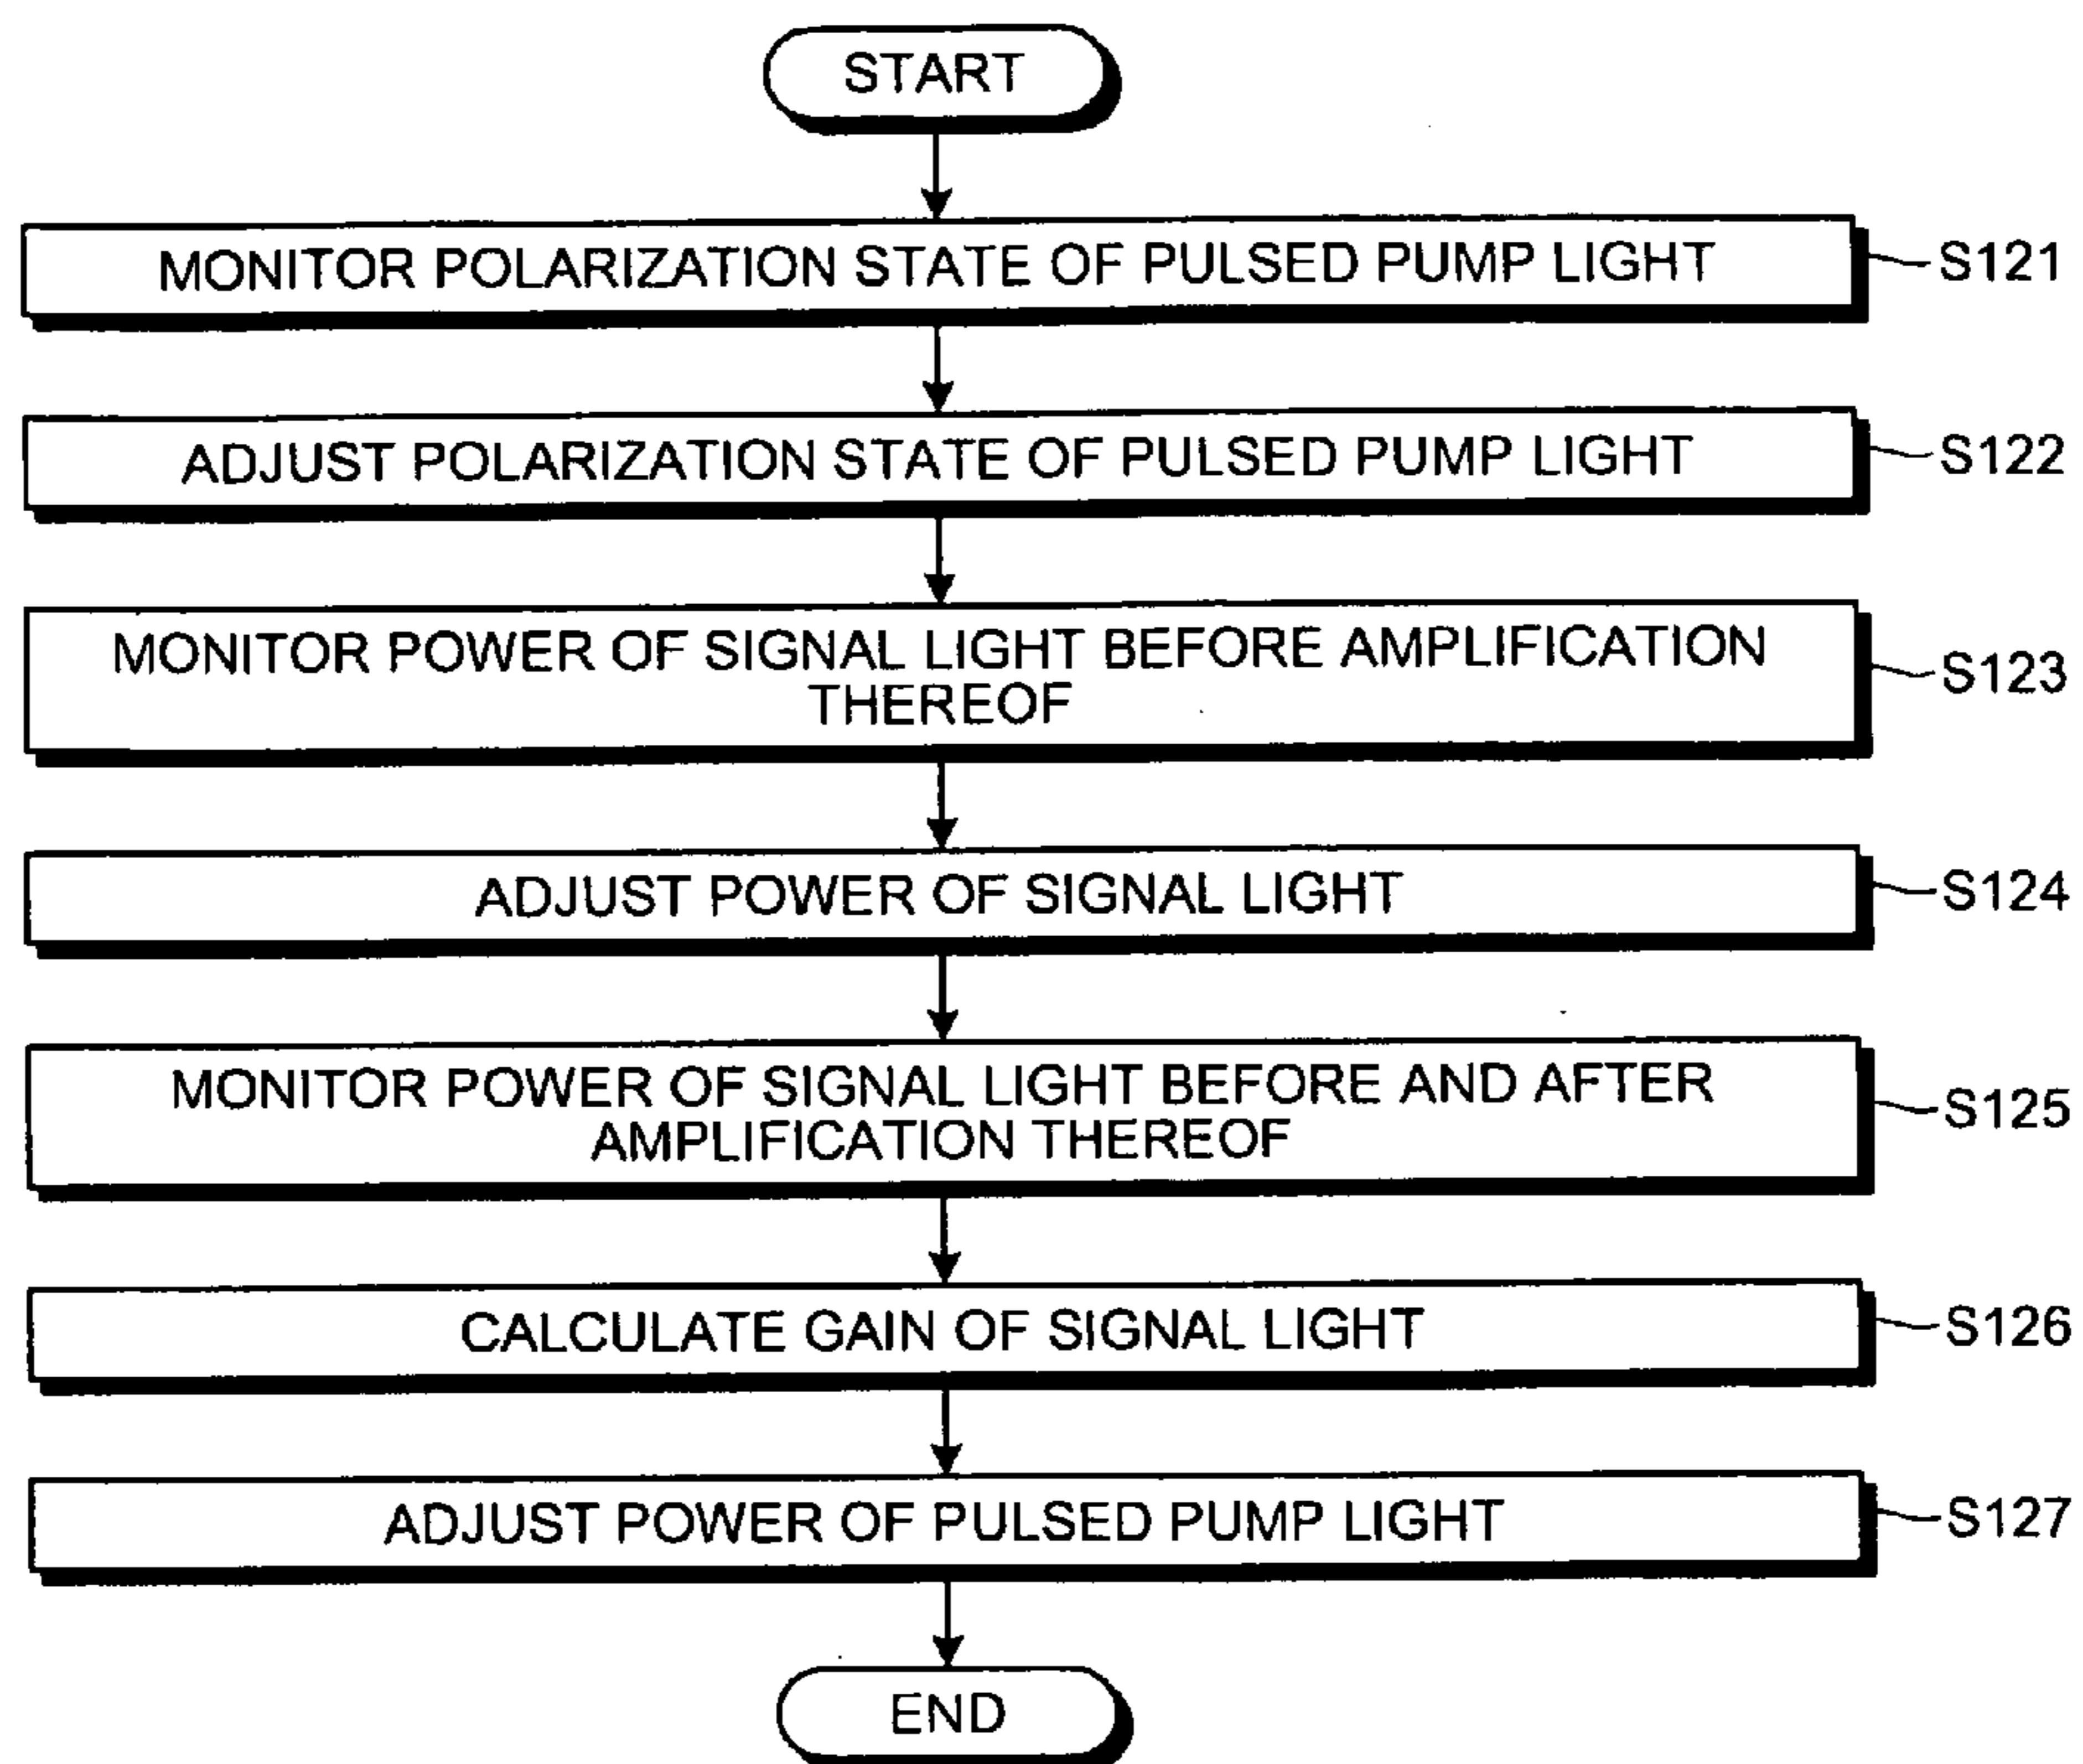 START
MONITOR POLARIZATION STATE OF PULSED PUMP LIGHT
S121
ADJUST POLARIZATION STATE OF PULSED PUMP LIGHT
S122
MONITOR POWER OF SIGNAL LIGHT BEFORE AMPLIFICATION
THEREOF
S123
ADJUST POWER OF SIGNAL LIGHT
S124
MONITOR POWER OF SIGNAL LIGHT BEFORE AND AFTER
AMPLIFICATION THEREOF
S125
CALCULATE GAIN OF SIGNAL LIGHT
S126
ADJUST POWER OF PULSED PUMP LIGHT
S127
END